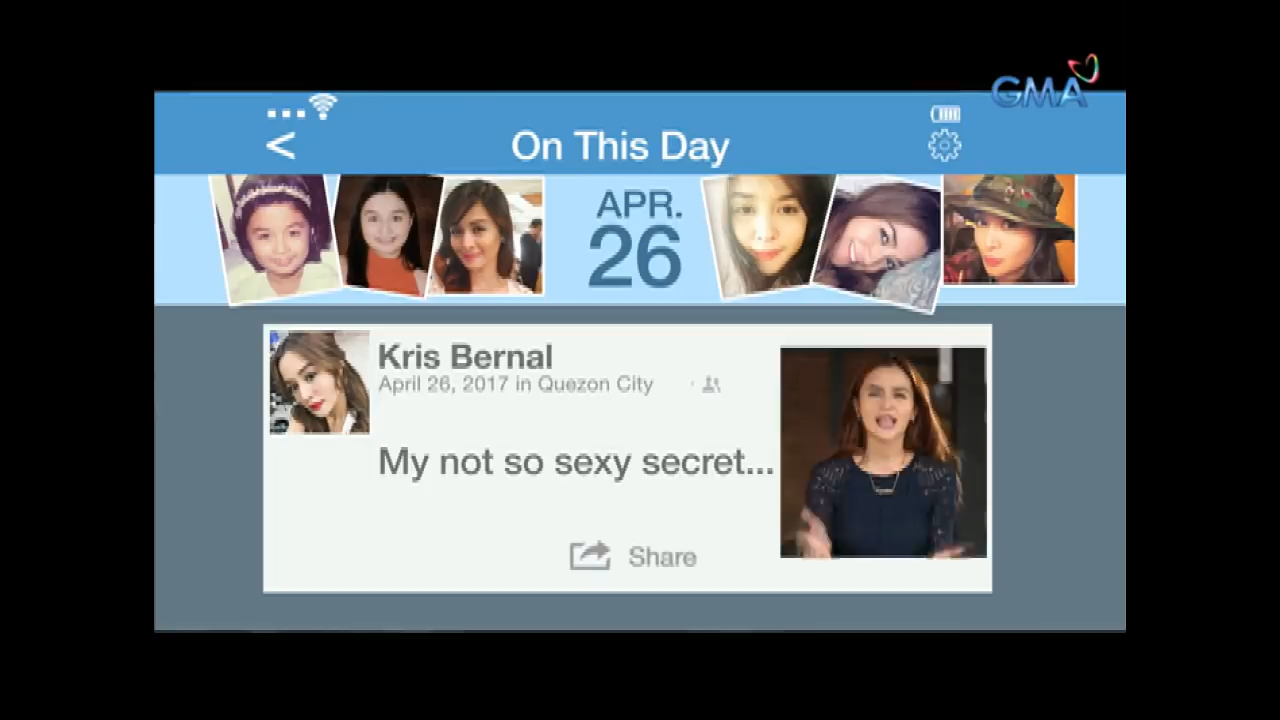 GMA
<
On This Day
APR.
26
Kris Bernal
April 26, 2017 in Quezon City
My not so sexy secret...
Share